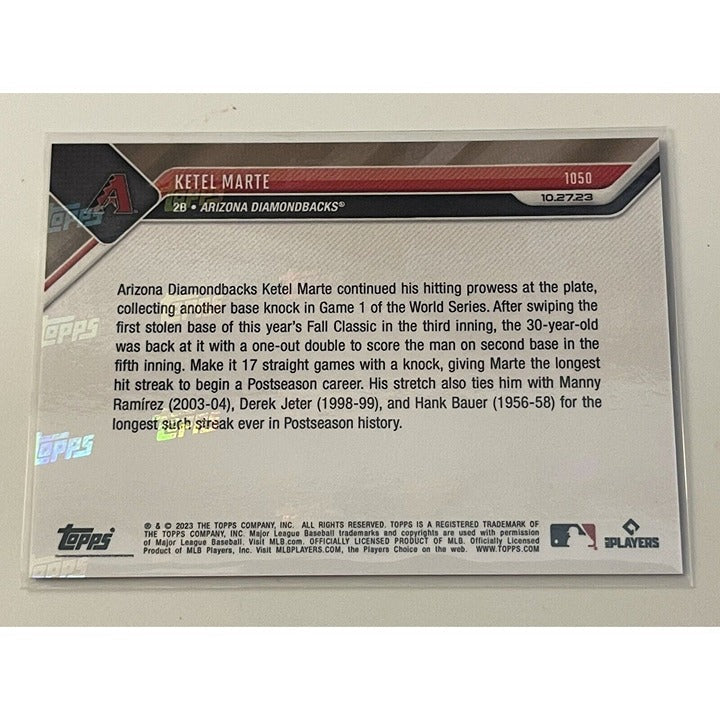 KETEL MARTE
1050
2B • ARIZONA DIAMONDBACKS®
10.27.23
Arizona Diamondbacks Ketel Marte continued his hitting prowess at the plate,
collecting another base knock in Game 1 of the World Series. After swiping the
first stolen base of this year's Fall Classic in the third inning, the 30-year-old
was back at it with a one-out double to score the man on second base in the
fifth inning. Make it 17 straight games with a knock, giving Marte the longest
hit streak to begin a Postseason career. His stretch also ties him with Manny
Ramírez (2003-04), Derek Jeter (1998-99), and Hank Bauer (1956-58) for the
longest such streak ever in Postseason history.
TOPPS
TOPPS
TOPPS
TOPPS
TOPPS
® & © 2023 THE TOPPS COMPANY, INC. ALL RIGHTS RESERVED. TOPPS IS A REGISTERED TRADEMARK OF
THE TOPPS COMPANY, INC. Major League Baseball trademarks and copyrights are used with permission
of Major League Baseball. Visit MLB.com. OFFICIALLY LICENSED PRODUCT OF MLB. Officially Licensed
Product of MLB Players, Inc. Visit MLBPLAYERS.COM, the Players Choice on the web. WWW.TOPPS.COM
MLB PLAYERS